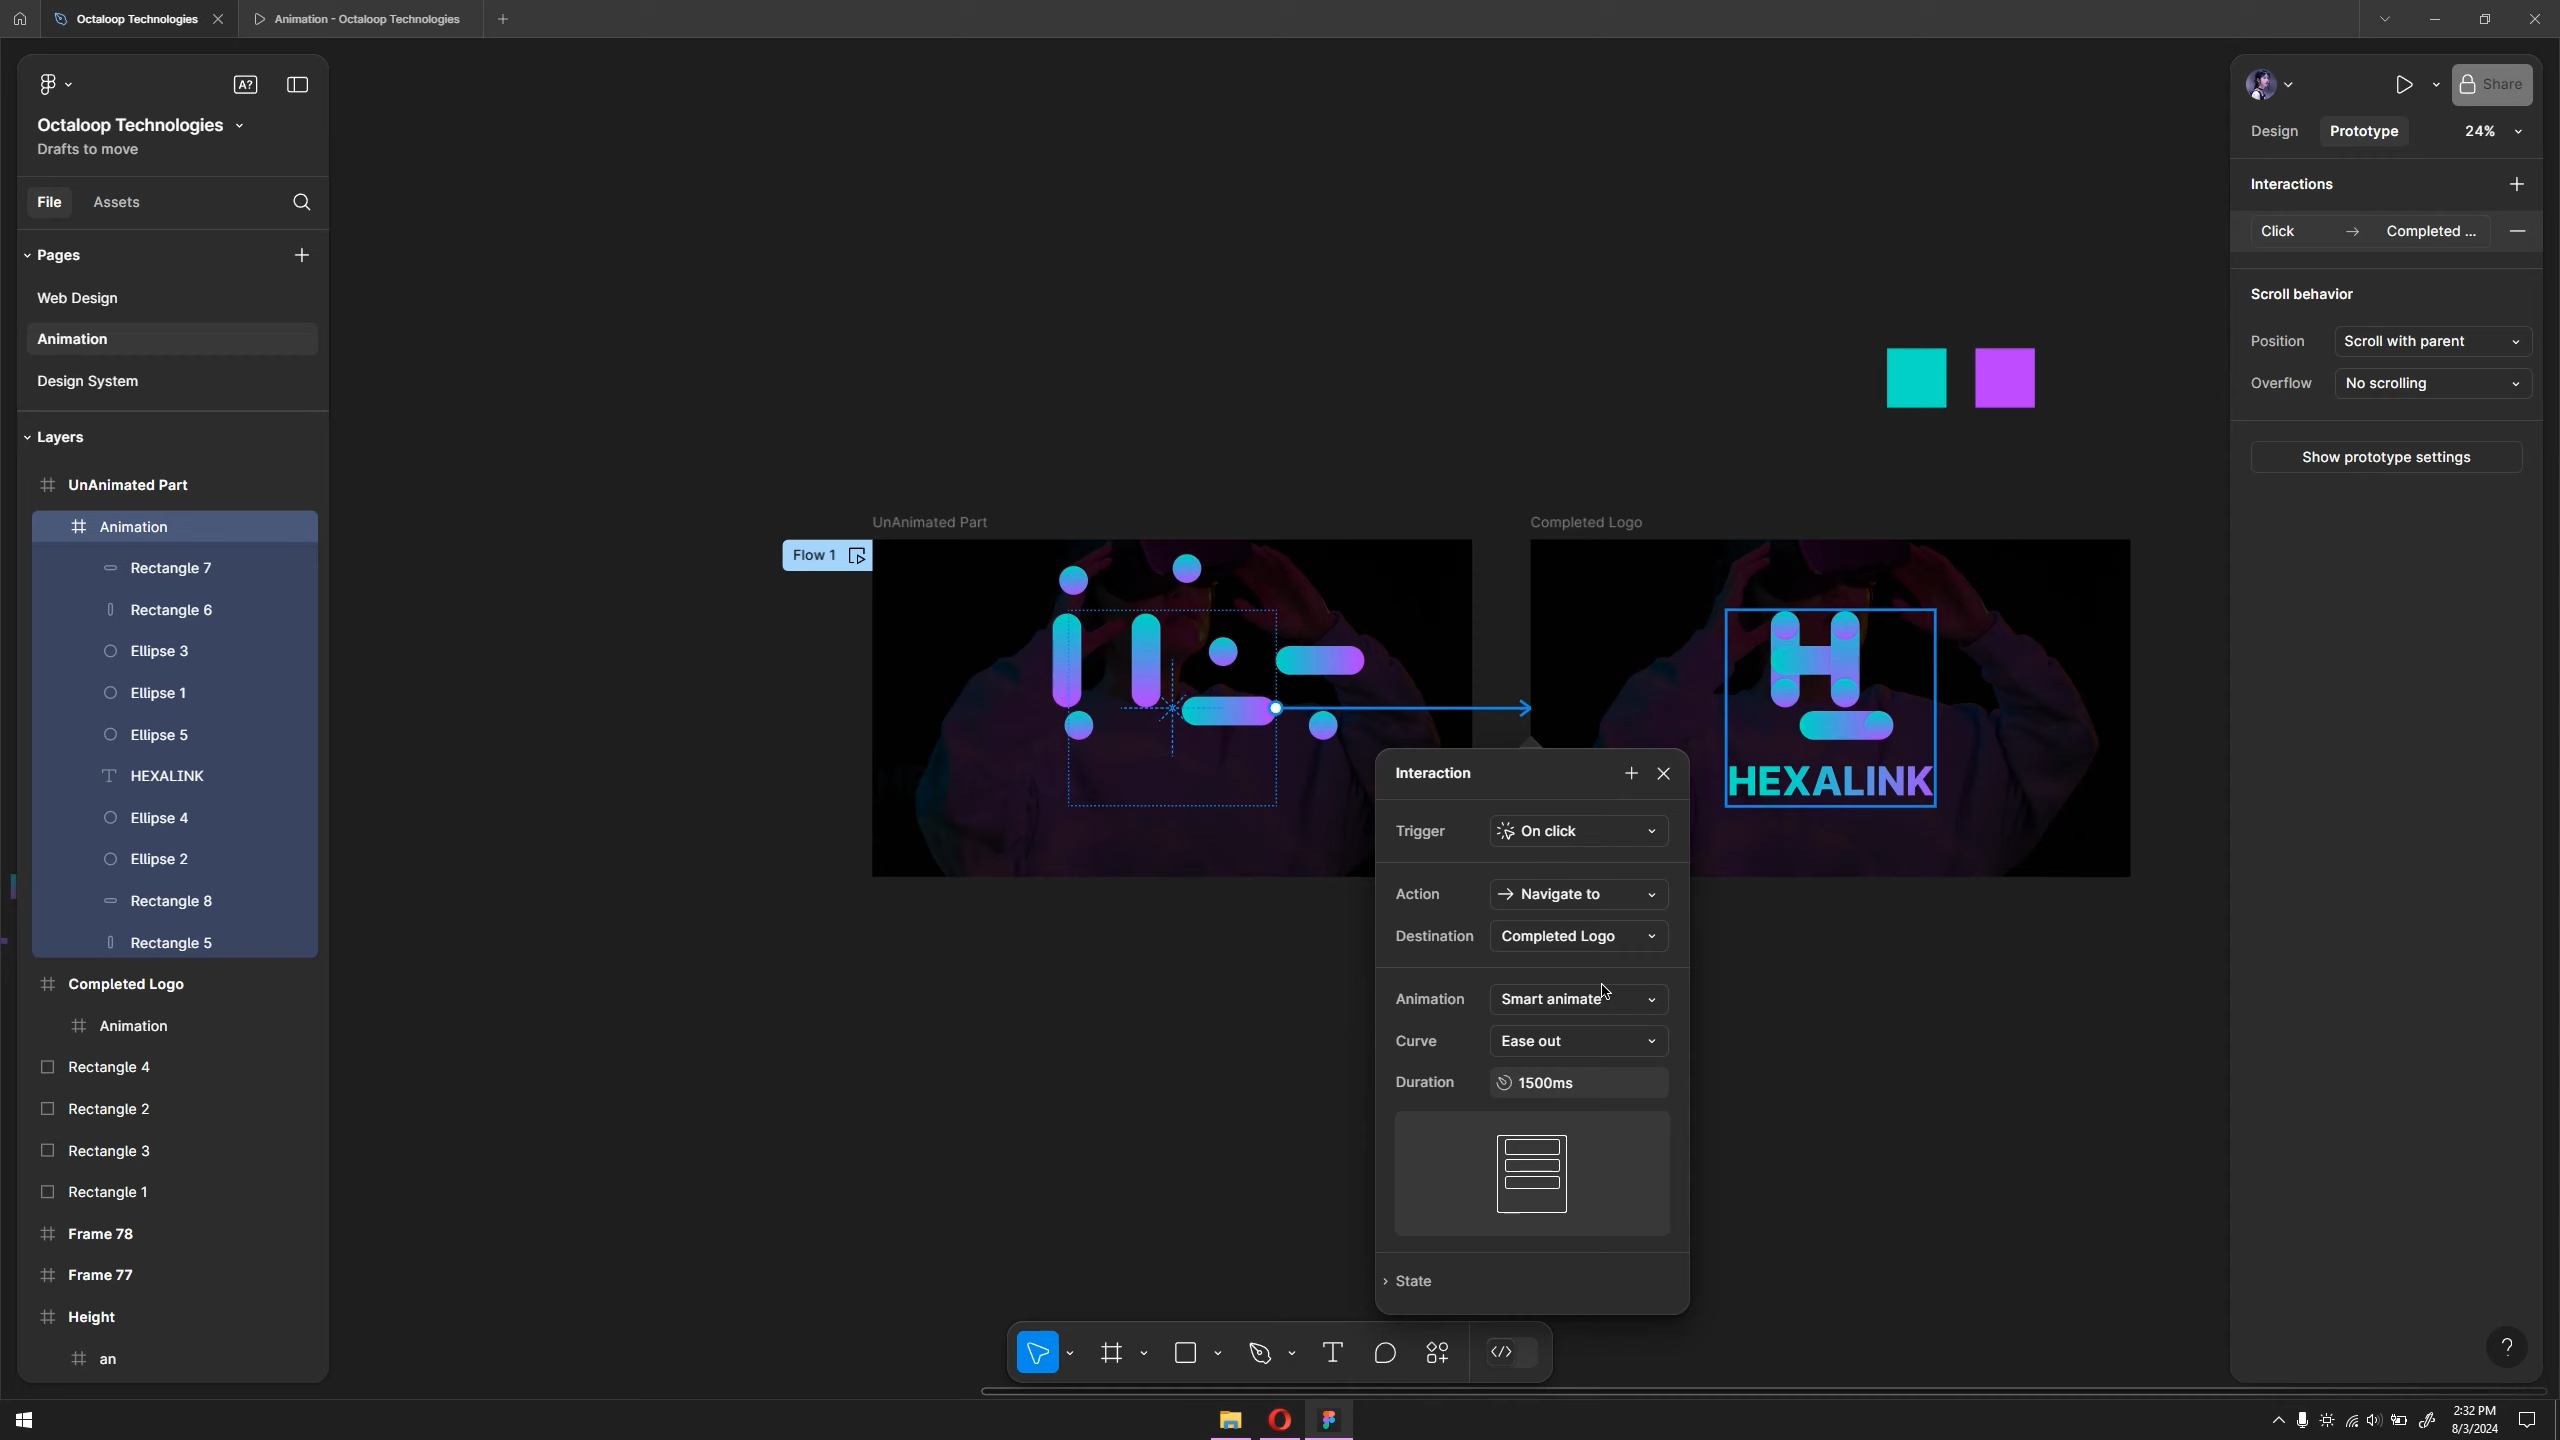 Octaloop Technologies
Animation - Octaloop Technologies
A?
Octaloop Technologies
Drafts to move
File Assets
Pages
Web Design
Animation
Design System
Layers
UnAnimated Part
Animation
Rectangle 7
Rectangle 6
Ellipse 3
Ellipse 1
Ellipse 5
HEXALINK
Ellipse 4
Ellipse 2
Rectangle 8
Rectangle 5
Completed Logo
Animation
Rectangle 4
Rectangle 2
Rectangle 3
Rectangle 1
Frame 78
Frame 77
Height
an
UnAnimated Part
Flow 1
Completed Logo
HEXALINK
Interaction
Trigger On click
Action Navigate to
Destination Completed Logo
Animation Smart animate
Curve Ease out
Duration 1500ms
State
Share
Design Prototype 24%
Interactions
Click → Completed ...
Scroll behavior
Position Scroll with parent
Overflow No scrolling
Show prototype settings
?
2:32 PM
8/3/2024